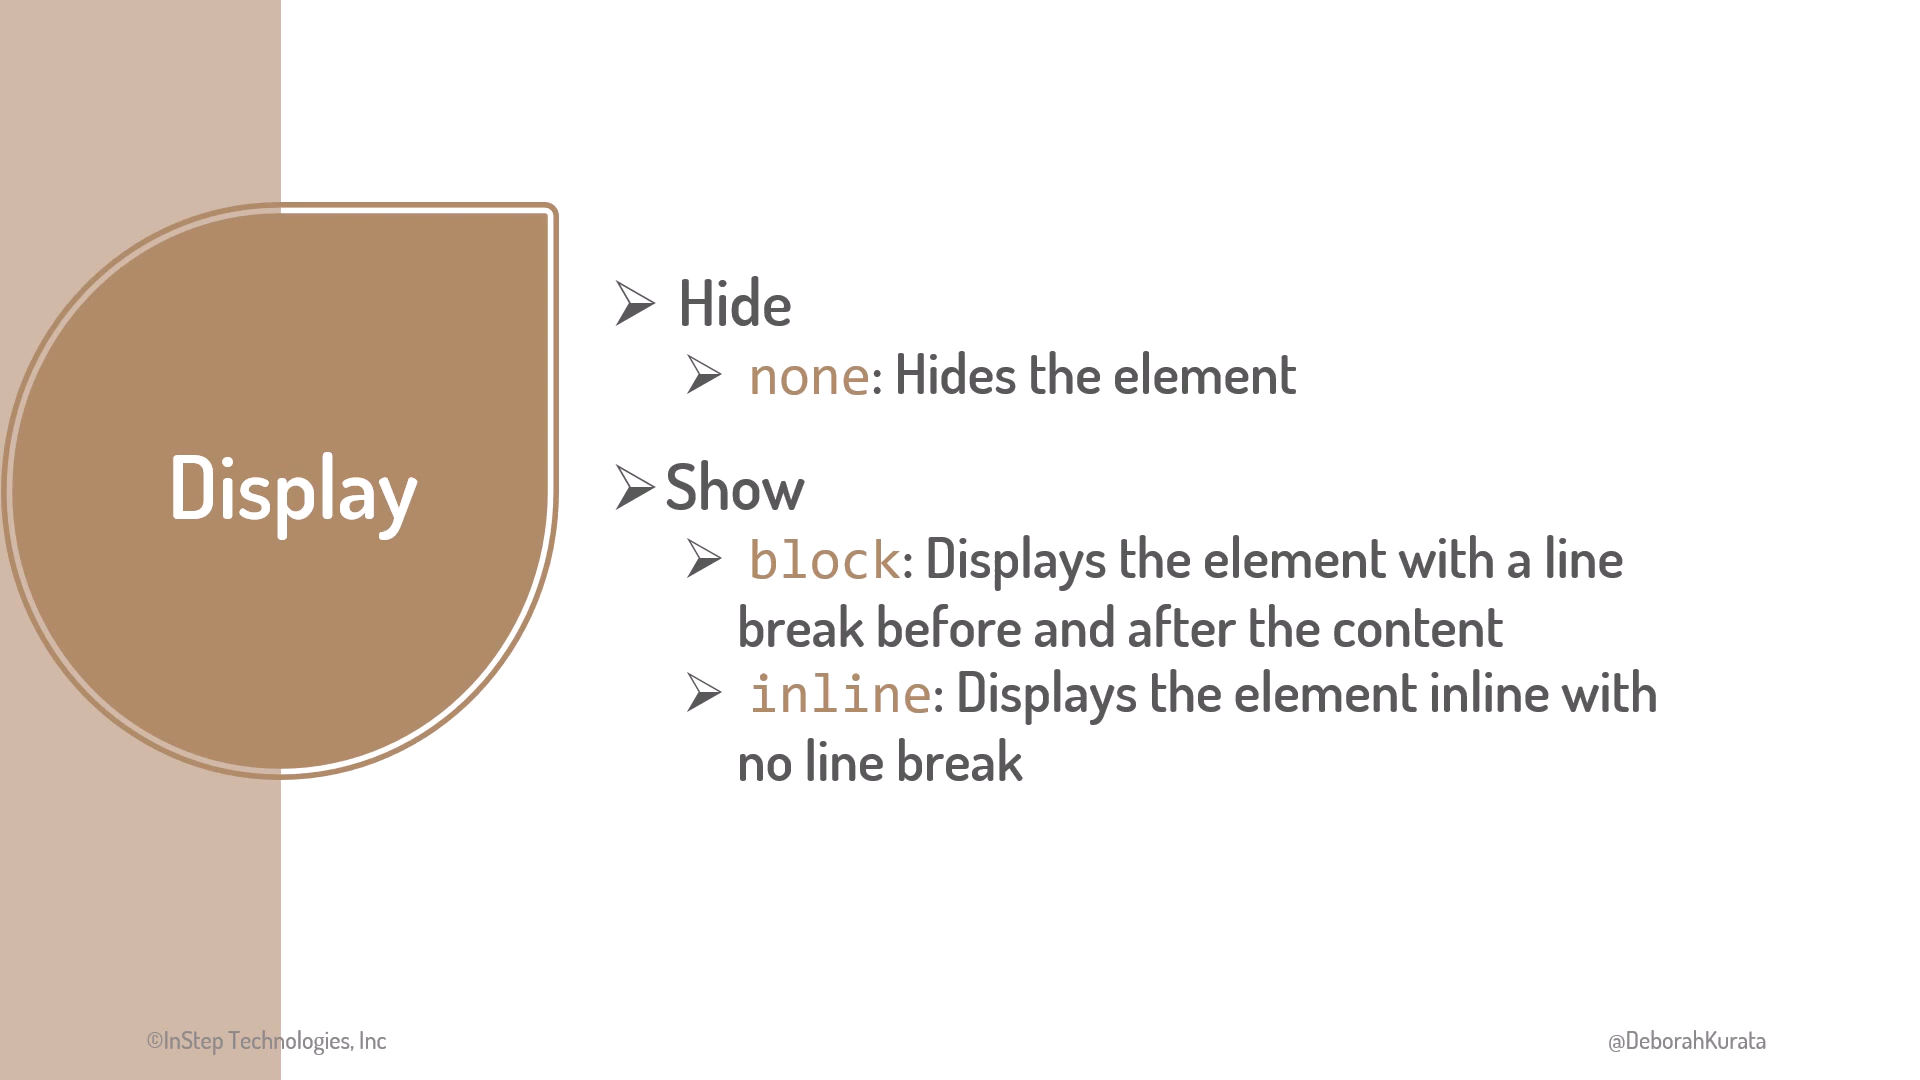 Display
Hide
none: Hides the element
Show
block: Displays the element with a line
break before and after the content
inline: Displays the element inline with
no line break
©InStep Technologies, Inc
@DeborahKurata